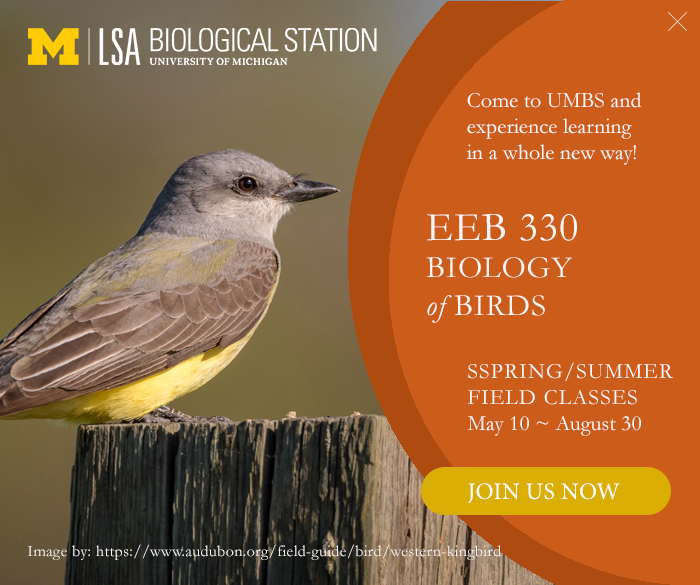 M | LSA BIOLOGICAL STATION
UNIVERSITY OF MICHIGAN
Come to UMBS and
experience learning
in a whole new way!
EEB 330
BIOLOGY
of BIRDS
SSPRING/SUMMER
FIELD CLASSES
May 10 ~ August 30
JOIN US NOW
Image by: https://www.audubon.org/field-guide/bird/western-kingbird